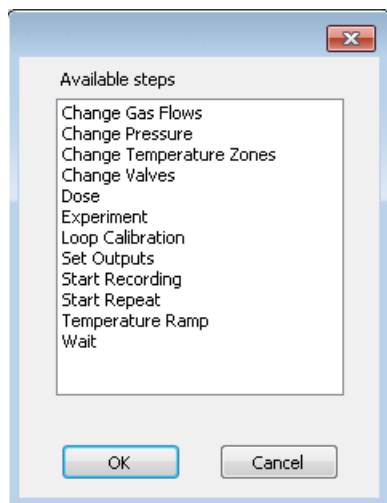 Available steps
Change Gas Flows
Change Pressure
Change Temperature Zones
Change Valves
Dose
Experiment
Loop Calibration
Set Outputs
Start Recording
Start Repeat
Temperature Ramp
Wait
OK
Cancel